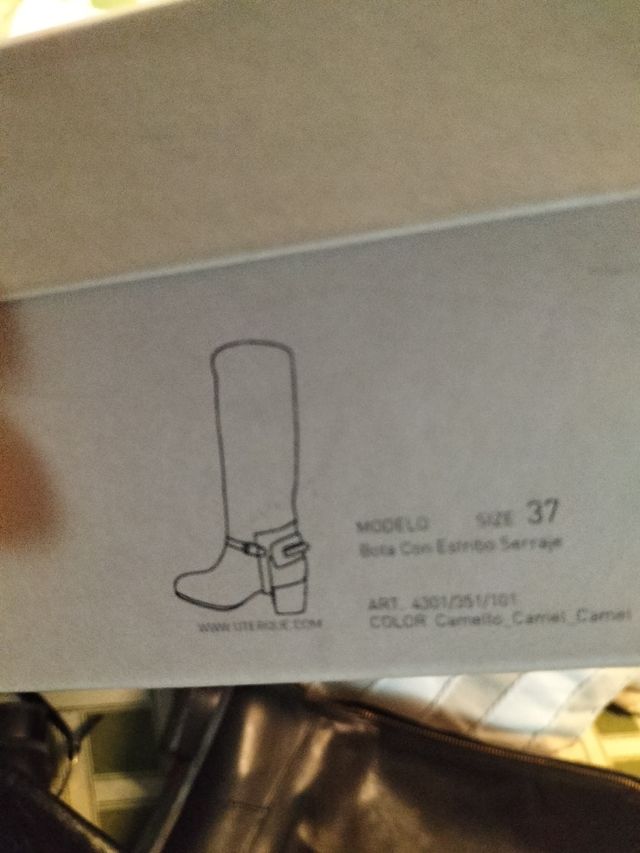 MODELO SIZE 37
Bota Con Estribo Serraje
ART. 4301/351/101
COLOR Camello_Camel_Camel
WWW.UTERQUE.COM